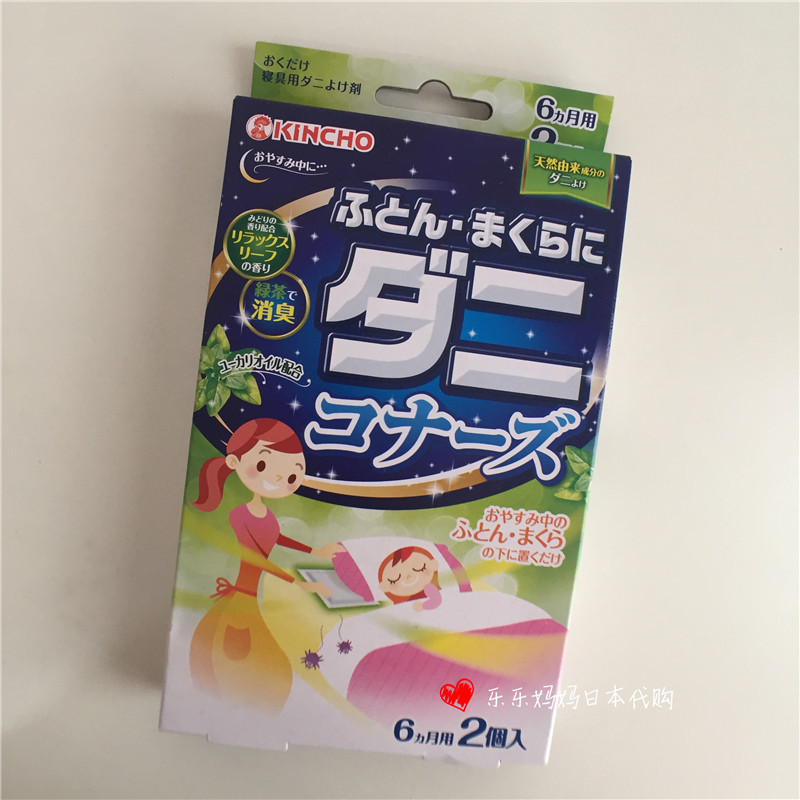 おくだけ
寝具用ダニよけ剤
6ヵ月用
KINCHO
おやすみ中に…
天然由来成分の
ダニよけ
ふとん・まくらに
ダニ
コナーズ
みどりの
香り配合
リラックス
リーフ
の香り
緑茶で
消臭
ユーカリオイル配合
おやすみ中の
ふとん・まくら
の下に置くだけ
乐乐妈妈日本代购
6ヵ月用 2個入